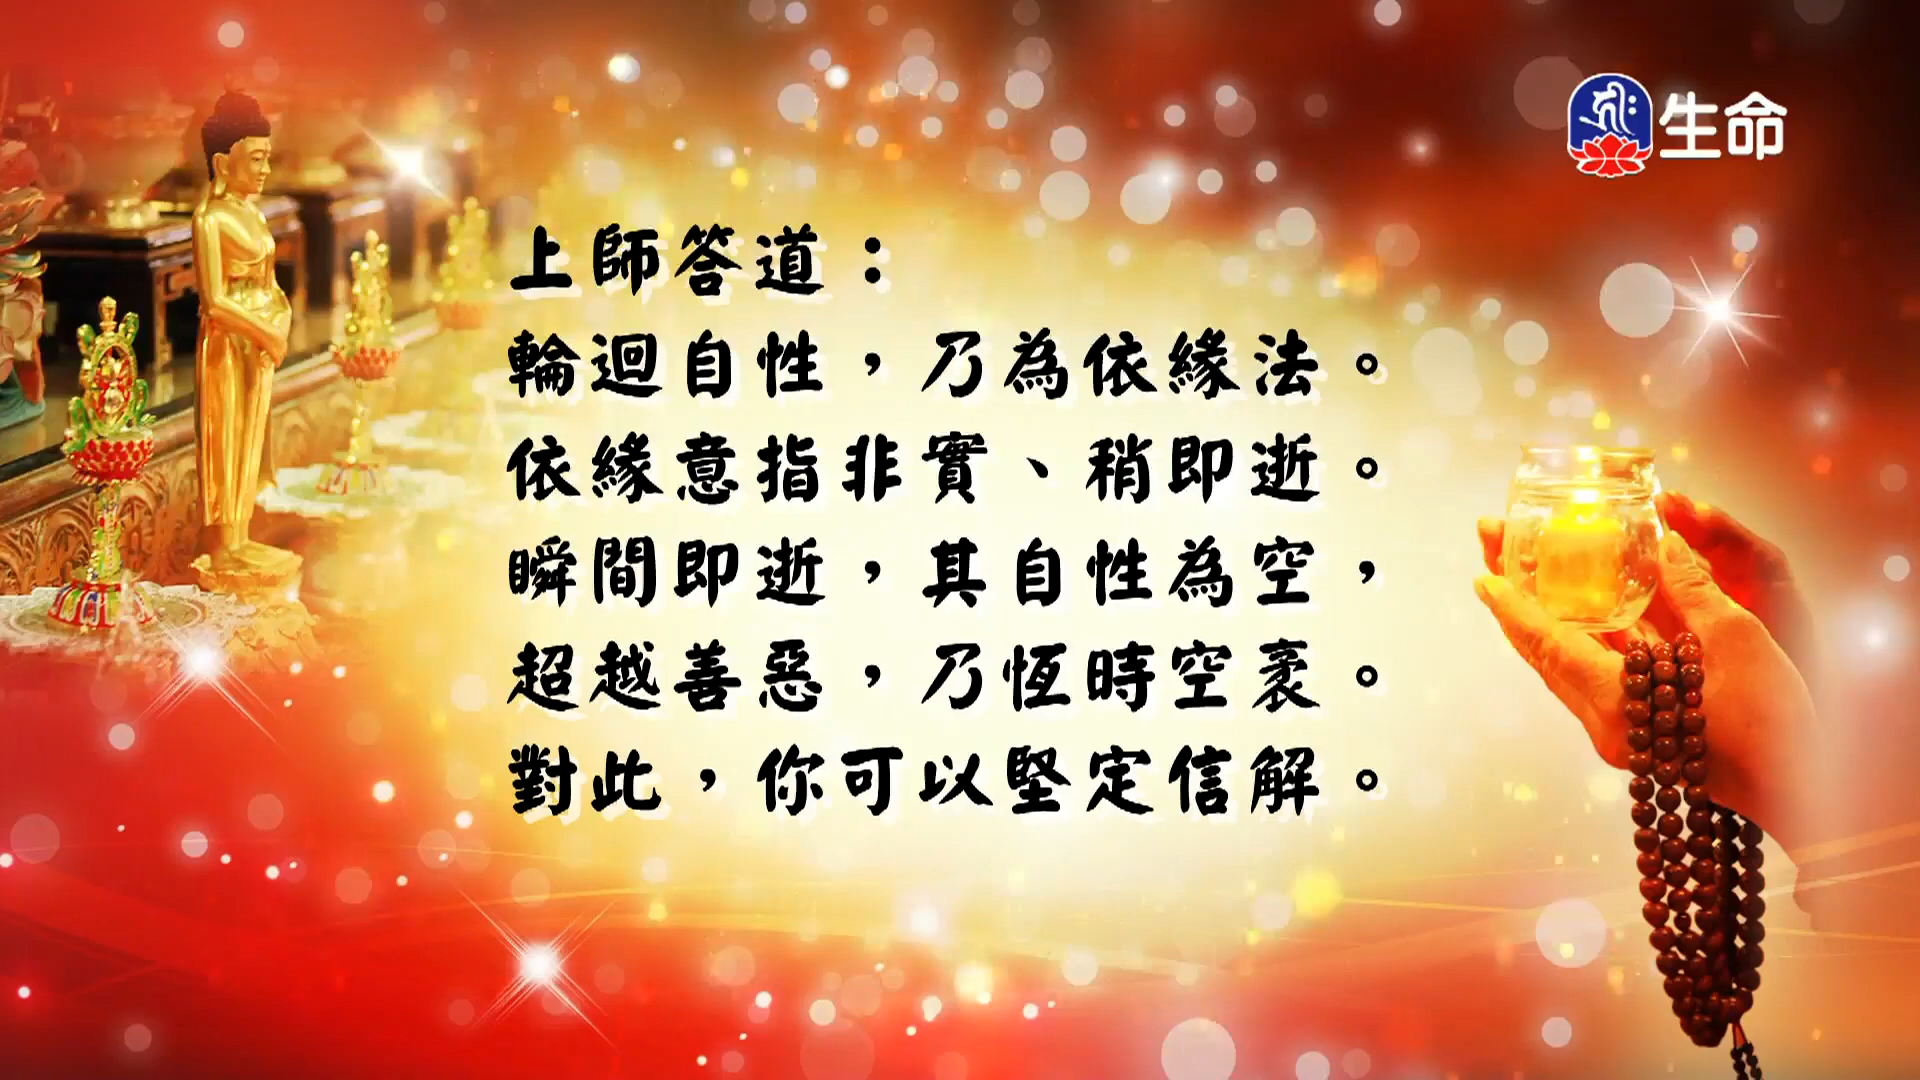 生命
上師答道：
輪迴自性，乃為依緣法。
依緣意指非實、稍即逝。
瞬間即逝，其自性為空，
超越善惡，乃恆時空袤。
對此，你可以堅定信解。